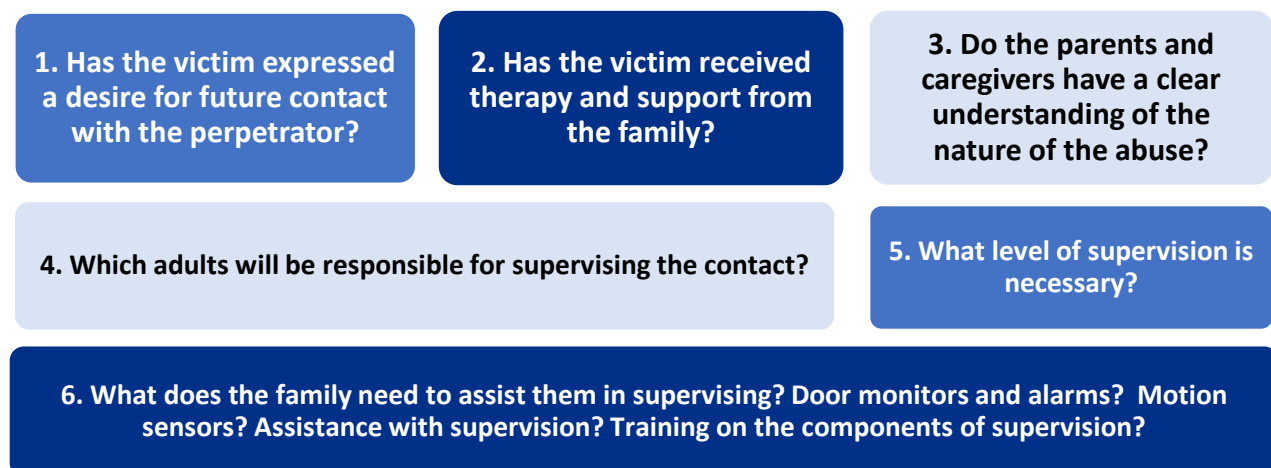 1. Has the victim expressed
a desire for future contact
with the perpetrator?
2. Has the victim received
therapy and support from
the family?
3. Do the parents and
caregivers have a clear
understanding of the
nature of the abuse?
4. Which adults will be responsible for supervising the contact?
5. What level of supervision is
necessary?
6. What does the family need to assist them in supervising? Door monitors and alarms?  Motion
sensors? Assistance with supervision? Training on the components of supervision?